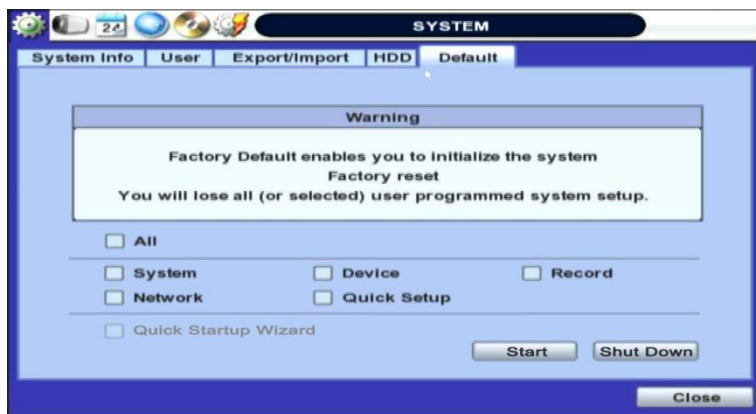 24
SYSTEM
System Info User Export/Import HDD Default
Warning
Factory Default enables you to initialize the system
Factory reset
You will lose all (or selected) user programmed system setup.
All
System Device Record
Network Quick Setup
Quick Startup Wizard
Start Shut Down
Close